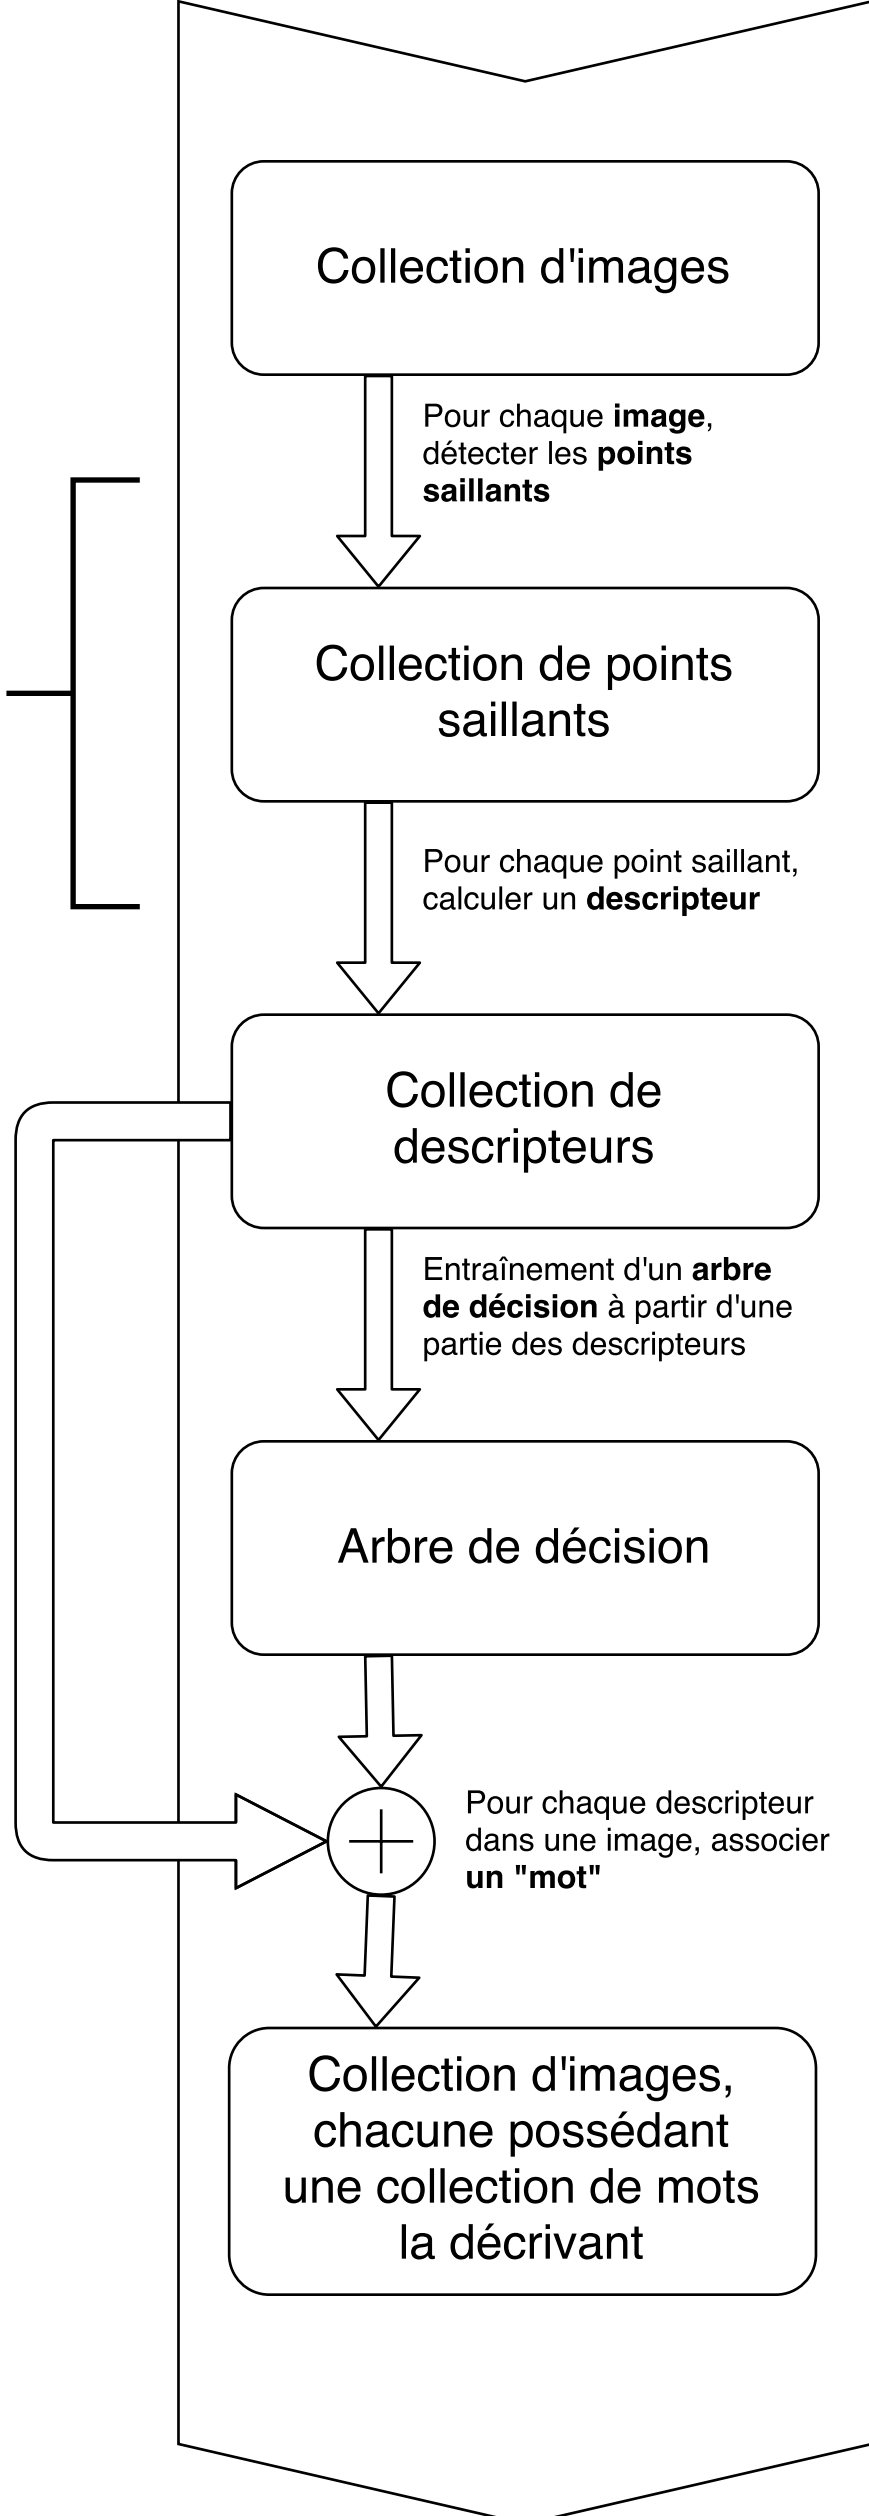 Collection d'images
Pour chaque image,
détecter les points
saillants
Collection de points
saillants
Pour chaque point saillant,
calculer un descripteur
Collection de
descripteurs
Entraînement d'un arbre
de décision à partir d'une
partie des descripteurs
Arbre de décision
Pour chaque descripteur
dans une image, associer
un "mot"
Collection d'images,
chacune possédant
une collection de mots
la décrivant